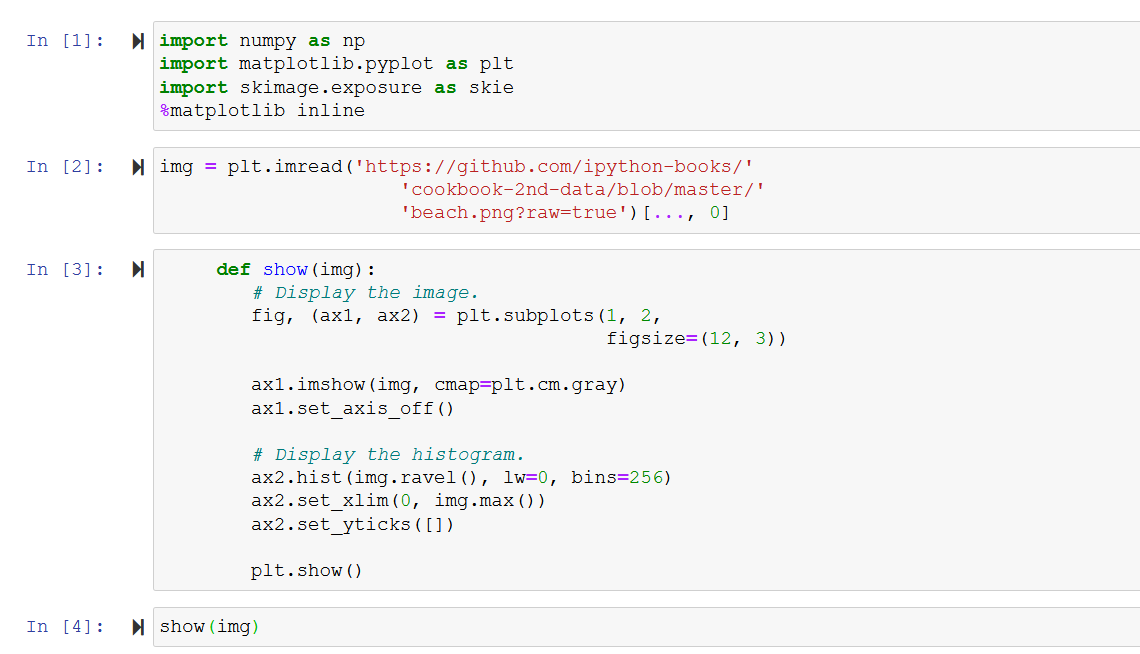 In [1]: import numpy as np
import matplotlib.pyplot as plt
import skimage.exposure as skie
%matplotlib inline
In [2]: img = plt.imread('https://github.com/ipython-books/'
'cookbook-2nd-data/blob/master/'
'beach.png?raw=true')[..., 0]
In [3]: def show(img):
# Display the image.
fig, (ax1, ax2) = plt.subplots(1, 2,
figsize=(12, 3))
ax1.imshow(img, cmap=plt.cm.gray)
ax1.set_axis_off()
# Display the histogram.
ax2.hist(img.ravel(), lw=0, bins=256)
ax2.set_xlim(0, img.max())
ax2.set_yticks([])
plt.show()
In [4]: show(img)